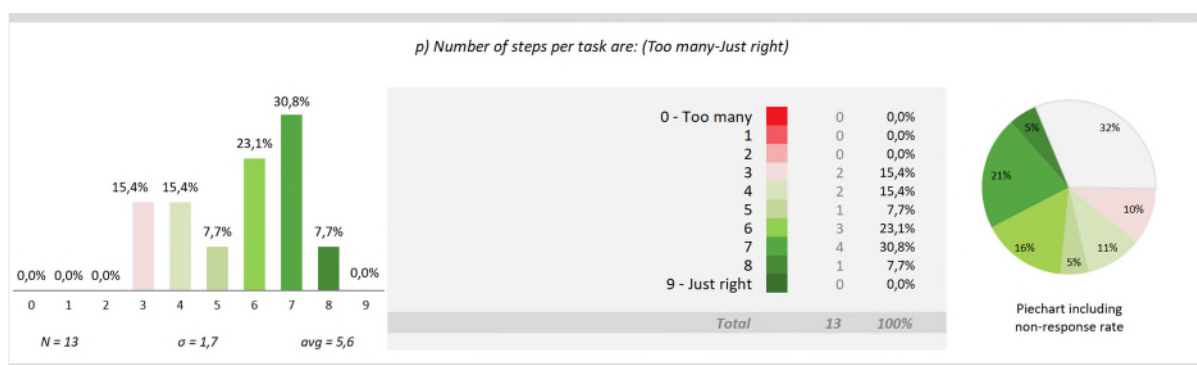 p) Number of steps per task are: (Too many-Just right)
30,8%
23,1%
15,4% 15,4%
7,7% 7,7%
0,0% 0,0% 0,0% 0,0%
0 1 2 3 4 5 6 7 8 9
N = 13 σ = 1,7 avg = 5,6
0 - Too many 0 0,0%
1 0 0,0%
2 0 0,0%
3 2 15,4%
4 2 15,4%
5 1 7,7%
6 3 23,1%
7 4 30,8%
8 1 7,7%
9 - Just right 0 0,0%
Total 13 100%
5% 32%
21%
10%
16% 11%
5%
Piechart including
non-response rate